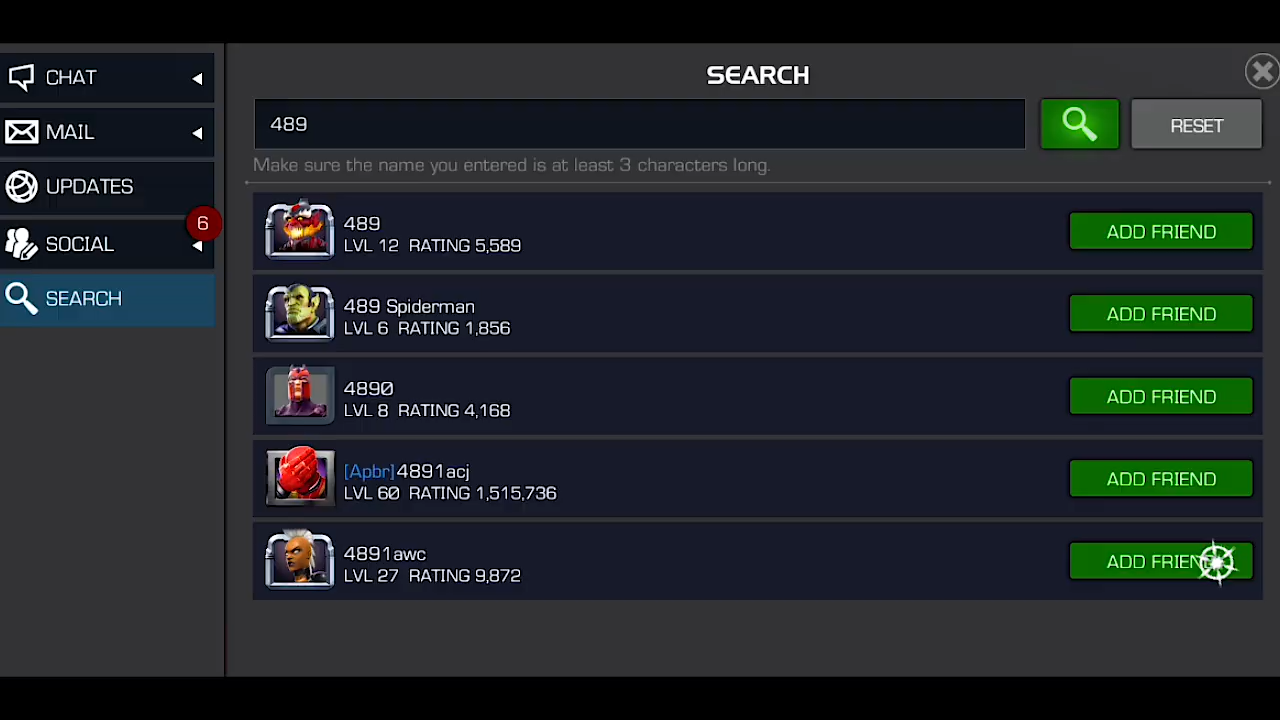 CHAT
MAIL
UPDATES
6
SOCIAL
SEARCH
SEARCH
489
RESET
Make sure the name you entered is at least 3 characters long.
489
LVL 12 RATING 5,589
ADD FRIEND
489 Spiderman
LVL 6 RATING 1,856
ADD FRIEND
4890
LVL 8 RATING 4,168
ADD FRIEND
[Apbr]4891acj
LVL 60 RATING 1,515,736
ADD FRIEND
4891awc
LVL 27 RATING 9,872
ADD FRIEND